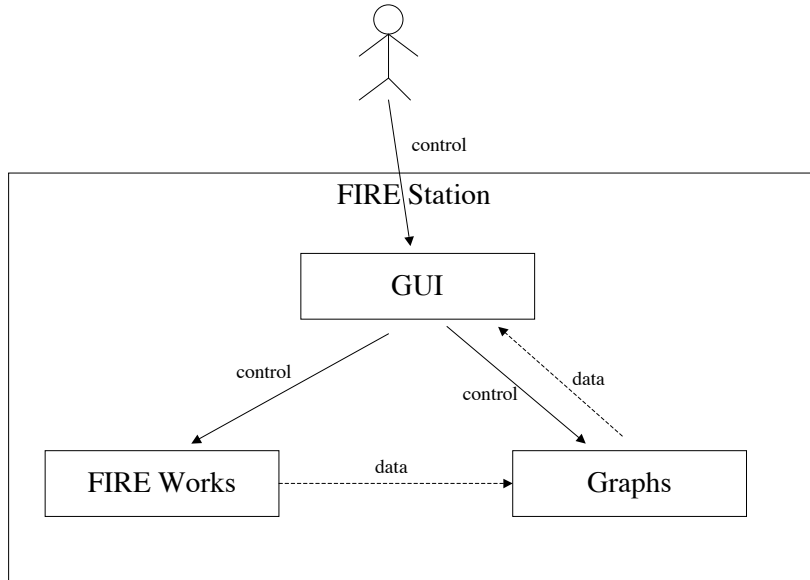 control
FIRE Station
GUI
control
data
control
FIRE Works
data
Graphs